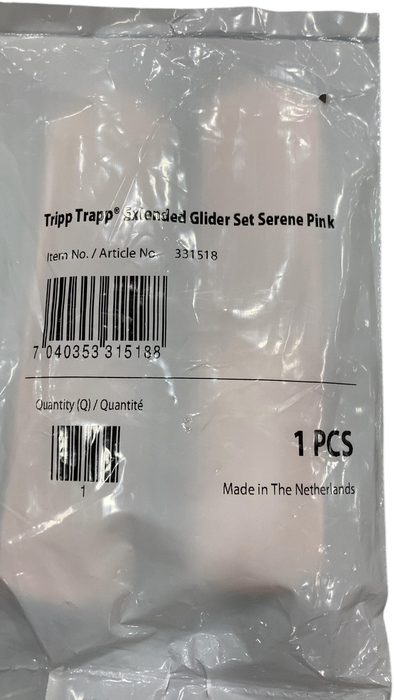 Tripp Trapp® Extended Glider Set Serene Pink
Item No. / Article No. 331518
7 040353 315188
Quantity (Q) / Quantité
1 PCS
1
Made in The Netherlands